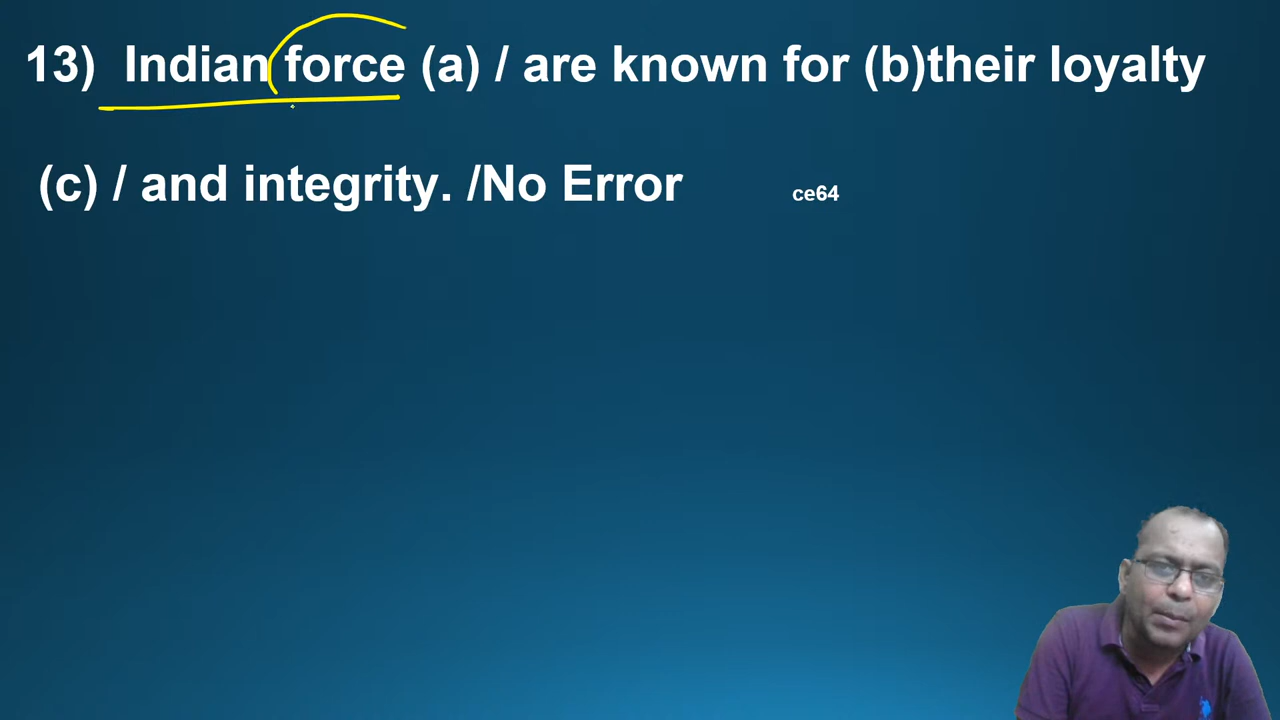 13) Indian force (a) / are known for (b)their loyalty
(c) / and integrity. /No Error ce64